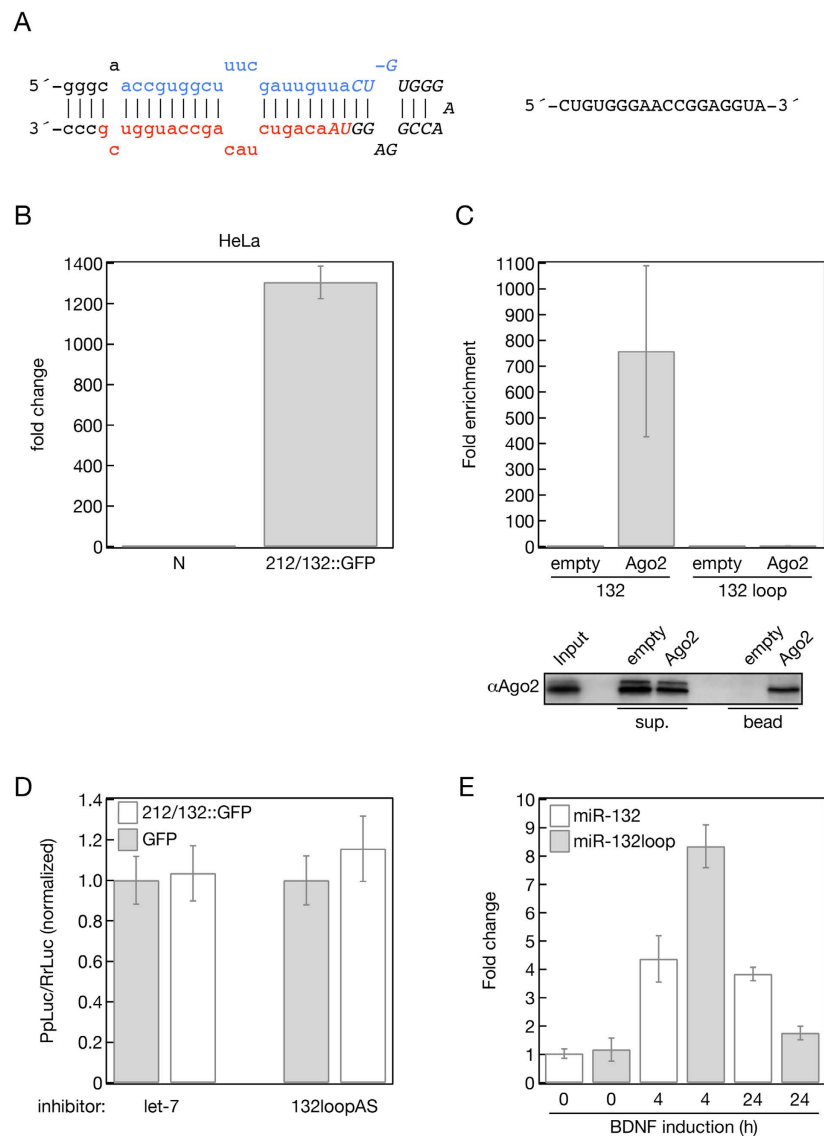 A
a uuc -G
5´-gggc accguggcu gauuguuaCU UGGG
A
3´-cccg ugguaccga cugacaAUGG GCCA
c cau AG
5´-CUGUGGGAACCGGAGGUA-3´
B
HeLa
fold change
1400
1200
1000
800
600
400
200
0
N 212/132::GFP
C
Fold enrichment
1100
1000
900
800
700
600
500
400
300
200
100
0
empty Ago2 empty Ago2
132 132 loop
Input empty Ago2 empty Ago2
αAgo2
sup. bead
D
PpLuc/RrLuc (normalized)
1.4
1.2
1.0
0.8
0.6
0.4
0.2
0
212/132::GFP
GFP
inhibitor: let-7 132loopAS
E
Fold change
10
9
8
7
6
5
4
3
2
1
0
miR-132
miR-132loop
0 0 4 4 24 24
BDNF induction (h)